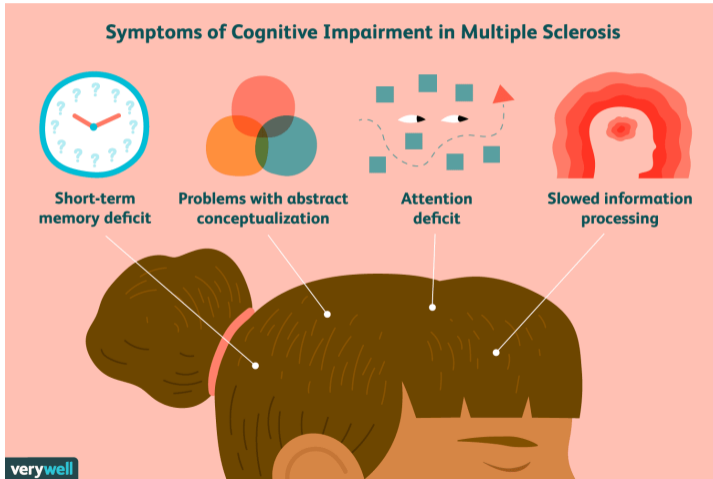 Symptoms of Cognitive Impairment in Multiple Sclerosis
? ? ? ? ? ? ? ? ? ? ? ?
Short-term
memory deficit
Problems with abstract
conceptualization
Attention
deficit
Slowed information
processing
verywell